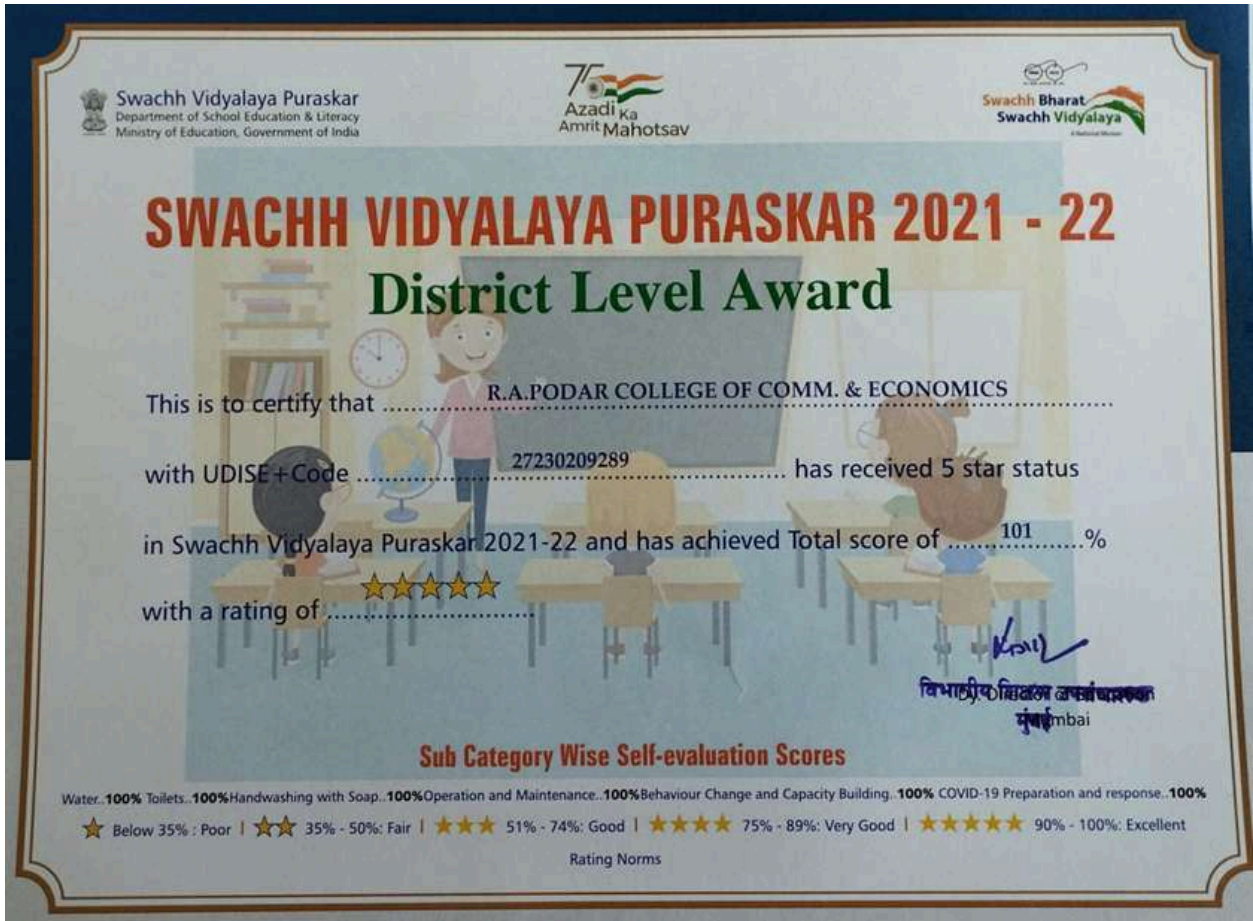 Swachh Vidyalaya Puraskar
Department of School Education & Literacy
Ministry of Education, Government of India
75
Azadi Ka
Amrit Mahotsav
Swachh Bharat
Swachh Vidyalaya
SWACHH VIDYALAYA PURASKAR 2021 - 22
District Level Award
This is to certify that ........ R.A.PODAR COLLEGE OF COMM. & ECONOMICS
with UDISE+Code ........ 27230209289 ........ has received 5 star status
in Swachh Vidyalaya Puraskar 2021-22 and has achieved Total score of ........ 101 ........%
with a rating of ........
विभागीय शिक्षण उपसंचालक
मुंबई
Sub Category Wise Self-evaluation Scores
Water..100% Toilets..100%Handwashing with Soap..100%Operation and Maintenance..100%Behaviour Change and Capacity Building..100% COVID-19 Preparation and response..100%
Below 35% : Poor | 35% - 50%: Fair | 51% - 74%: Good | 75% - 89%: Very Good | 90% - 100%: Excellent
Rating Norms